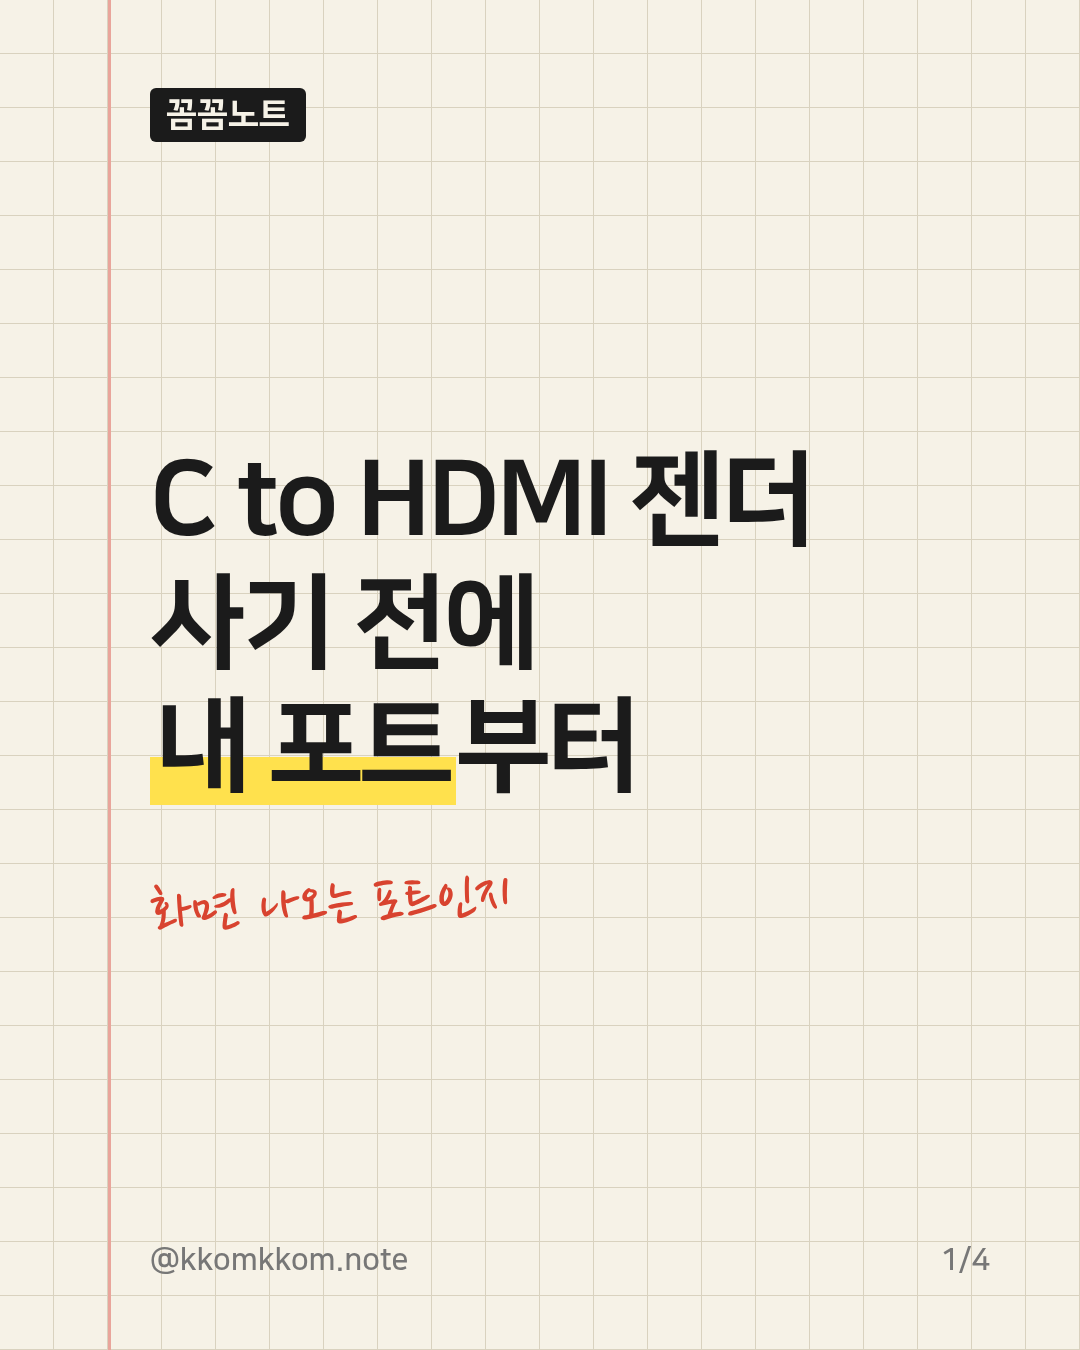 꼼꼼노트
C to HDMI 젠더
사기 전에
내 포트부터
화면 나오는 포트인지
@kkomkkom.note
1/4